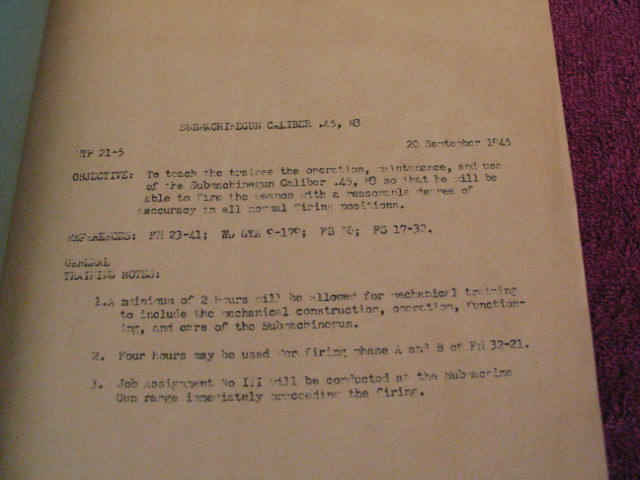 SUBMACHINEGUN CALIBER .45, M3
MTP 21-5 20 September 1945
OBJECTIVE: To teach the trainee the operation, maintenance, and use
of the Submachinegun Caliber .45, M3 so that he will be
able to fire the weapon with a reasonable degree of
accuracy in all normal firing positions.
REFERENCES: FM 23-41; WD GTA 9-179; FB 86; FS 17-32.
GENERAL
TRAINING NOTES:
1.A minimum of 2 hours will be allowed for mechanical training
to include the mechanical construction, operation, function-
ing, and care of the Submachinegun.
2. Four hours may be used for firing phase A and B of FM 32-21.
3. Job Assignment No III will be conducted at the Submachine
Gun range immediately preceeding the firing.